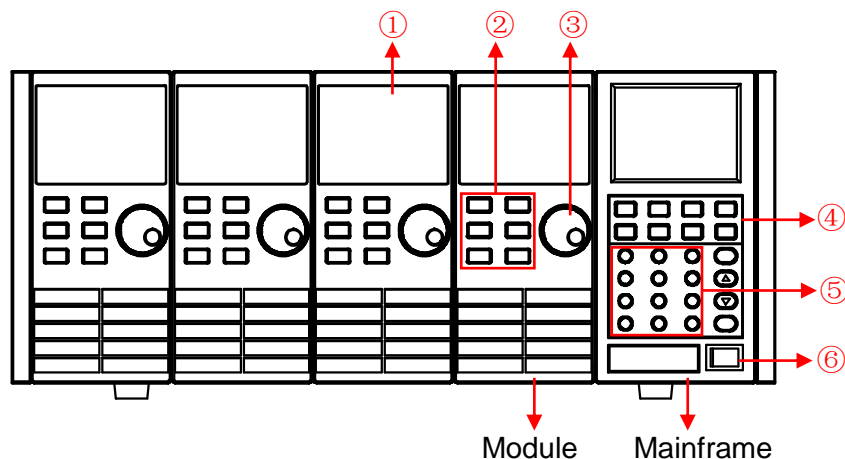 ① ② ③
④
⑤
⑥
Module Mainframe